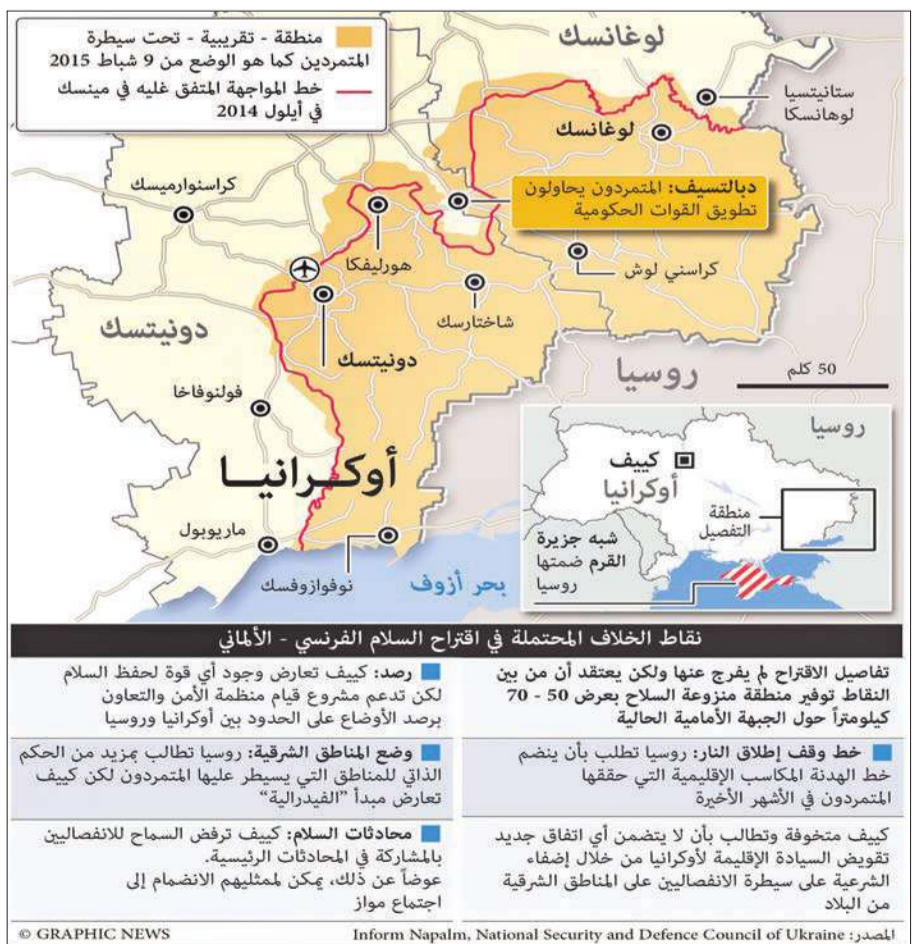 منطقة - تقريبية - تحت سيطرة
المتمردين كما هو الوضع من 9 شباط 2015
خط المواجهة المتفق غليه في مينسك
في أيلول 2014
لوغانسك
ستانيتسيا
لوهانسكا
لوغانسك
دبالتسيف: المتمردون يحاولون
تطويق القوات الحكومية
كراسنوارميسك
هورليفكا
كراسني لوش
شاختارسك
دونيتسك
دونيتسك
روسيا
50 كلم
فولنوفاخا
أوكرانيا
ماريوبول
نوفوازوفسك
بحر أزوف
روسيا
كييف
أوكرانيا
منطقة
التفصيل
شبه جزيرة
القرم ضمتها
روسيا
نقاط الخلاف المحتملة في اقتراح السلام الفرنسي - الألماني
تفاصيل الاقتراح لم يفرج عنها ولكن يعتقد أن من بين
النقاط توفير منطقة منزوعة السلاح بعرض 50 - 70
كيلومتراً حول الجبهة الأمامية الحالية
خط وقف إطلاق النار: روسيا تطلب بأن ينضم
خط الهدنة المكاسب الإقليمية التي حققها
المتمردون في الأشهر الأخيرة
كييف متخوفة وتطالب بأن لا يتضمن أي اتفاق جديد
تقويض السيادة الإقليمة لأوكرانيا من خلال إضفاء
الشرعية على سيطرة الانفصاليين على المناطق الشرقية
من البلاد
رصد: كييف تعارض وجود أي قوة لحفظ السلام
لكن تدعم مشروع قيام منظمة الأمن والتعاون
برصد الأوضاع على الحدود بين أوكرانيا وروسيا
وضع المناطق الشرقية: روسيا تطالب بمزيد من الحكم
الذاتي للمناطق التي يسيطر عليها المتمردون لكن كييف
تعارض مبدأ "الفيدرالية"
محادثات السلام: كييف ترفض السماح للانفصاليين
بالمشاركة في المحادثات الرئيسية.
عوضاً عن ذلك، يمكن لممثليهم الانضمام إلى
اجتماع مواز
المصدر: Inform Napalm, National Security and Defence Council of Ukraine
© GRAPHIC NEWS